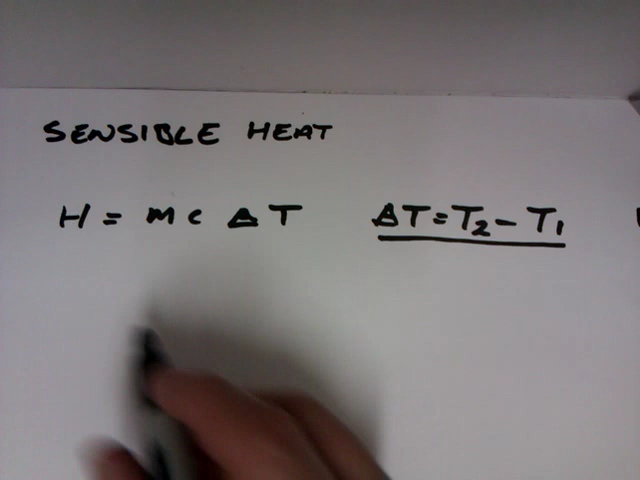 SENSIBLE HEAT
H = mc ΔT ΔT = T₂ - T₁